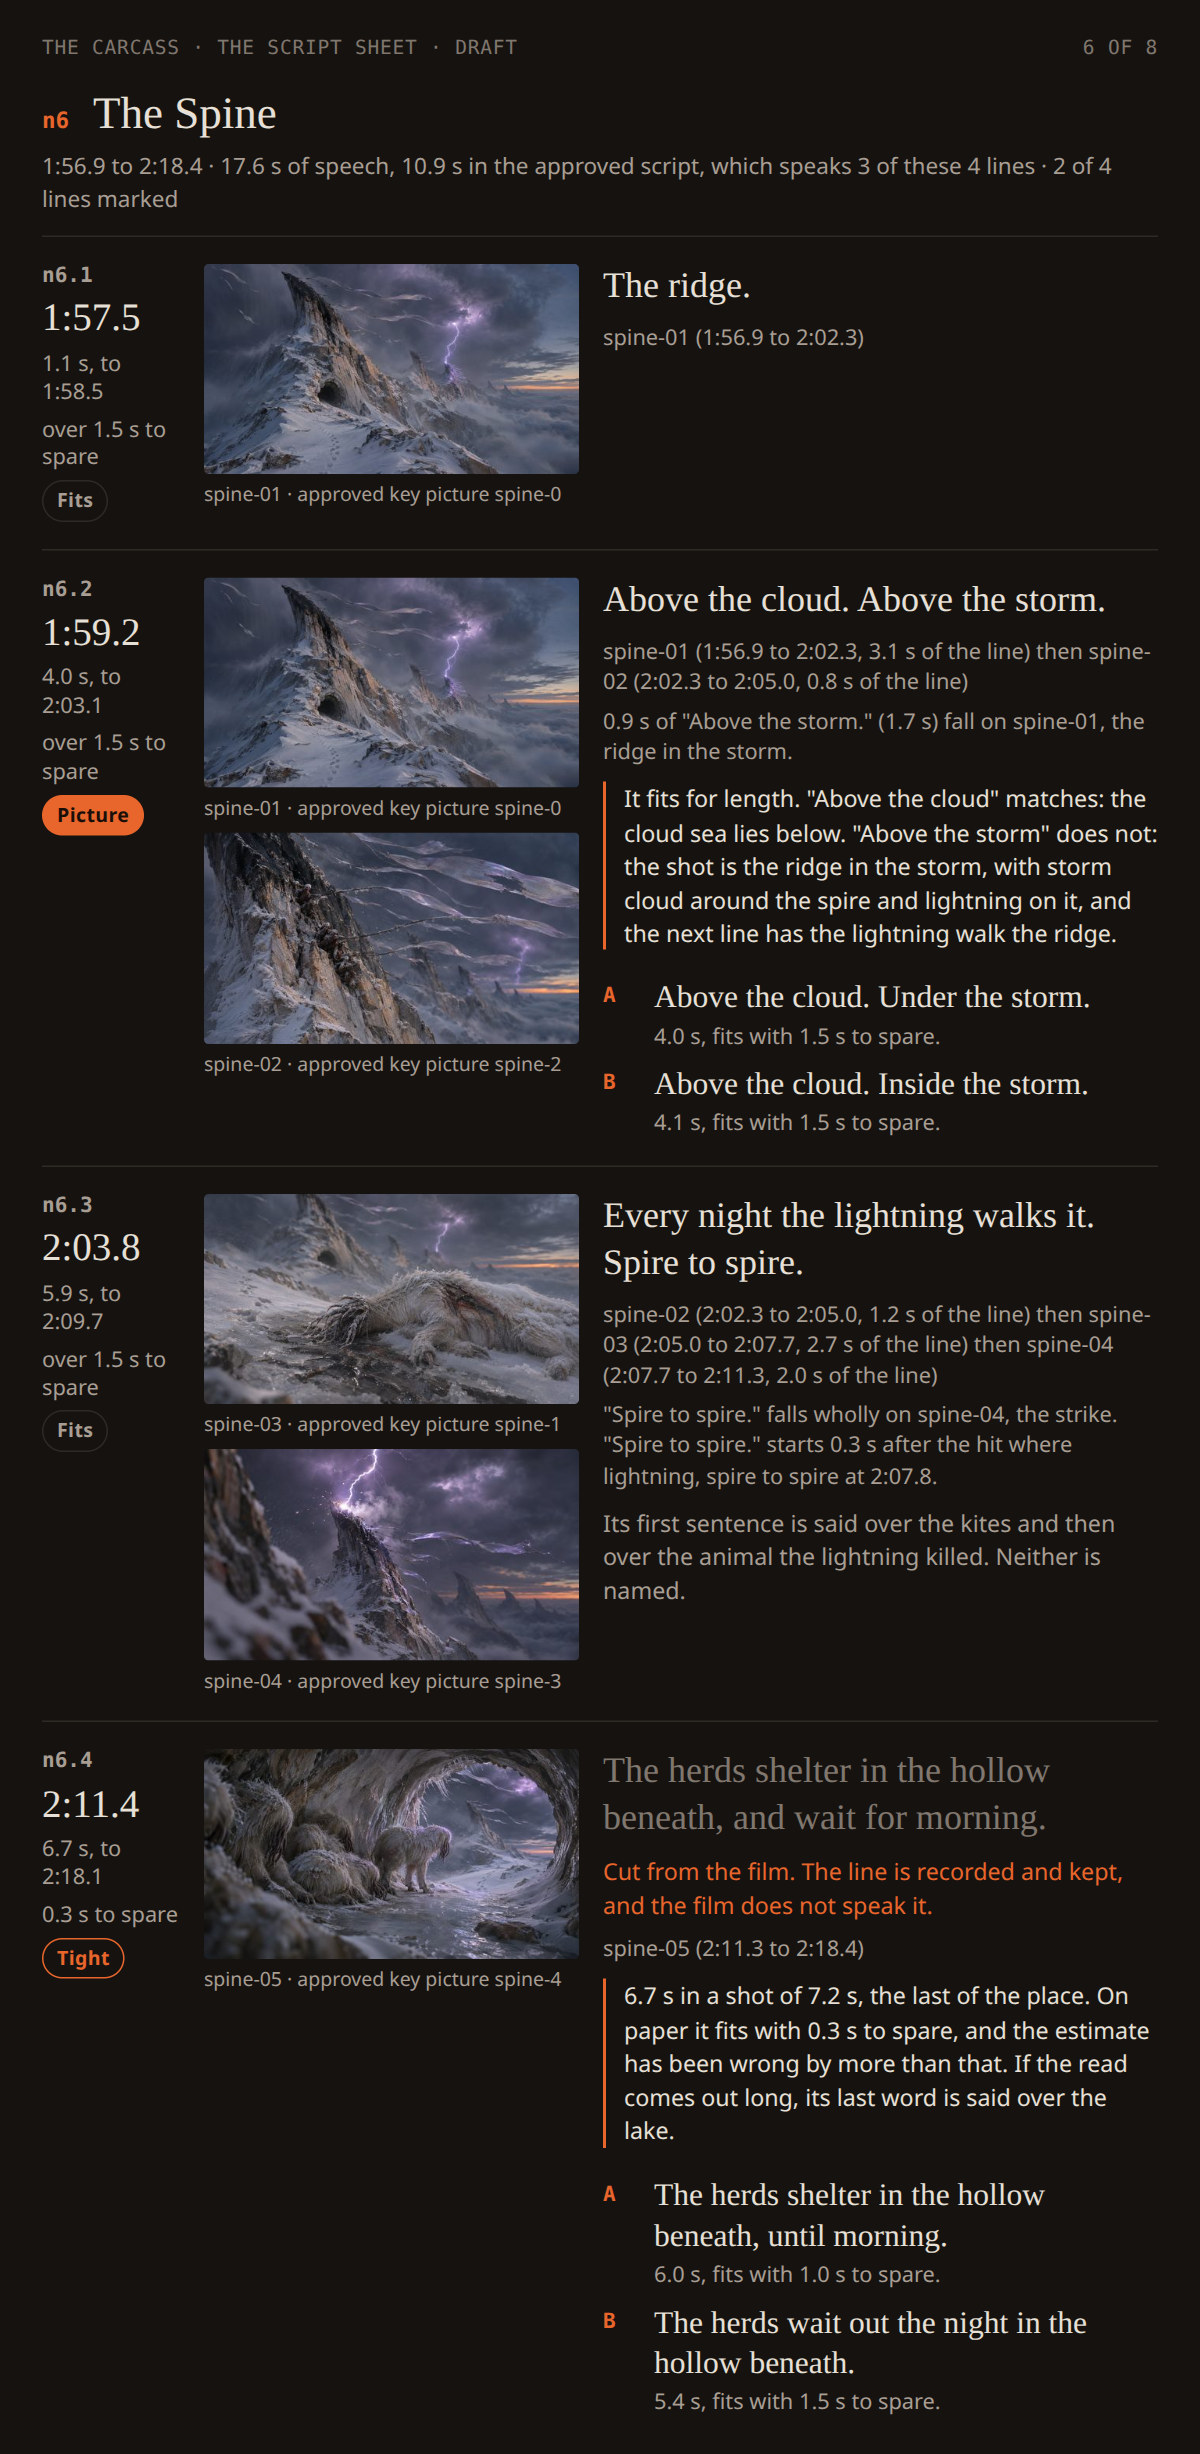 THE CARCASS · THE SCRIPT SHEET · DRAFT
6 OF 8
n6 The Spine
1:56.9 to 2:18.4 · 17.6 s of speech, 10.9 s in the approved script, which speaks 3 of these 4 lines · 2 of 4
lines marked
n6.1
1:57.5
1.1 s, to
1:58.5
over 1.5 s to
spare
Fits
spine-01 · approved key picture spine-0
The ridge.
spine-01 (1:56.9 to 2:02.3)
n6.2
1:59.2
4.0 s, to
2:03.1
over 1.5 s to
spare
Picture
spine-01 · approved key picture spine-0
spine-02 · approved key picture spine-2
Above the cloud. Above the storm.
spine-01 (1:56.9 to 2:02.3, 3.1 s of the line) then spine-
02 (2:02.3 to 2:05.0, 0.8 s of the line)
0.9 s of "Above the storm." (1.7 s) fall on spine-01, the
ridge in the storm.
It fits for length. "Above the cloud" matches: the
cloud sea lies below. "Above the storm" does not:
the shot is the ridge in the storm, with storm
cloud around the spire and lightning on it, and
the next line has the lightning walk the ridge.
A Above the cloud. Under the storm.
4.0 s, fits with 1.5 s to spare.
B Above the cloud. Inside the storm.
4.1 s, fits with 1.5 s to spare.
n6.3
2:03.8
5.9 s, to
2:09.7
over 1.5 s to
spare
Fits
spine-03 · approved key picture spine-1
spine-04 · approved key picture spine-3
Every night the lightning walks it.
Spire to spire.
spine-02 (2:02.3 to 2:05.0, 1.2 s of the line) then spine-
03 (2:05.0 to 2:07.7, 2.7 s of the line) then spine-04
(2:07.7 to 2:11.3, 2.0 s of the line)
"Spire to spire." falls wholly on spine-04, the strike.
"Spire to spire." starts 0.3 s after the hit where
lightning, spire to spire at 2:07.8.
Its first sentence is said over the kites and then
over the animal the lightning killed. Neither is
named.
n6.4
2:11.4
6.7 s, to
2:18.1
0.3 s to spare
Tight
spine-05 · approved key picture spine-4
The herds shelter in the hollow
beneath, and wait for morning.
Cut from the film. The line is recorded and kept,
and the film does not speak it.
spine-05 (2:11.3 to 2:18.4)
6.7 s in a shot of 7.2 s, the last of the place. On
paper it fits with 0.3 s to spare, and the estimate
has been wrong by more than that. If the read
comes out long, its last word is said over the
lake.
A The herds shelter in the hollow
beneath, until morning.
6.0 s, fits with 1.0 s to spare.
B The herds wait out the night in the
hollow beneath.
5.4 s, fits with 1.5 s to spare.